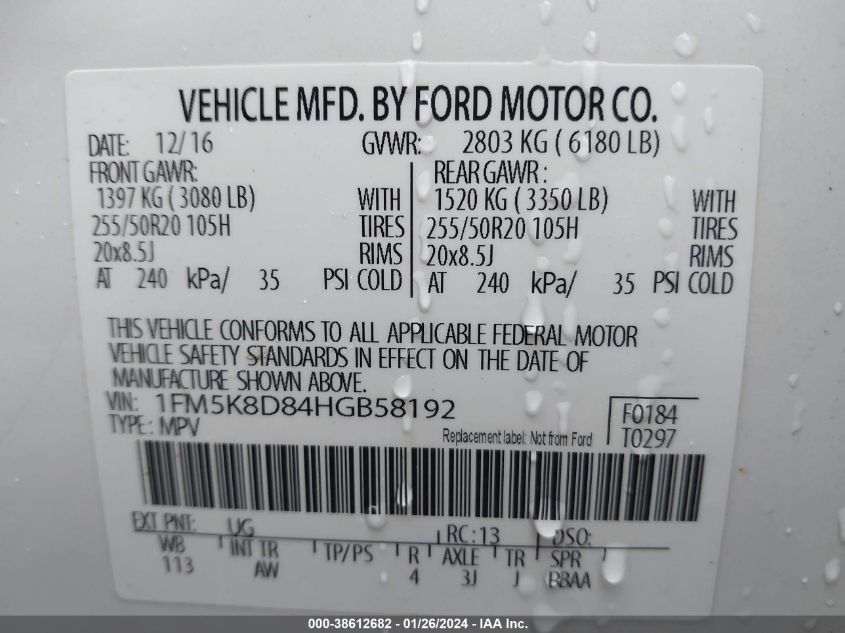 VEHICLE MFD. BY FORD MOTOR CO.
DATE: 12/16 GVWR: 2803 KG ( 6180 LB)
FRONT GAWR: REAR GAWR :
1397 KG ( 3080 LB) WITH 1520 KG ( 3350 LB) WITH
255/50R20 105H TIRES 255/50R20 105H TIRES
20x8.5J RIMS 20x8.5J RIMS
AT 240 kPa/ 35 PSI COLD AT 240 kPa/ 35 PSI COLD
THIS VEHICLE CONFORMS TO ALL APPLICABLE FEDERAL MOTOR
VEHICLE SAFETY STANDARDS IN EFFECT ON THE DATE OF
MANUFACTURE SHOWN ABOVE.
VIN: 1FM5K8D84HGB58192 F0184
TYPE: MPV Replacement label: Not from Ford T0297
EXT PNT: UG RC: 13 DSO:
WB INT TR TP/PS R AXLE TR SPR
113 AW 4 3J J BBAA
000-38612682 - 01/26/2024 - IAA Inc.